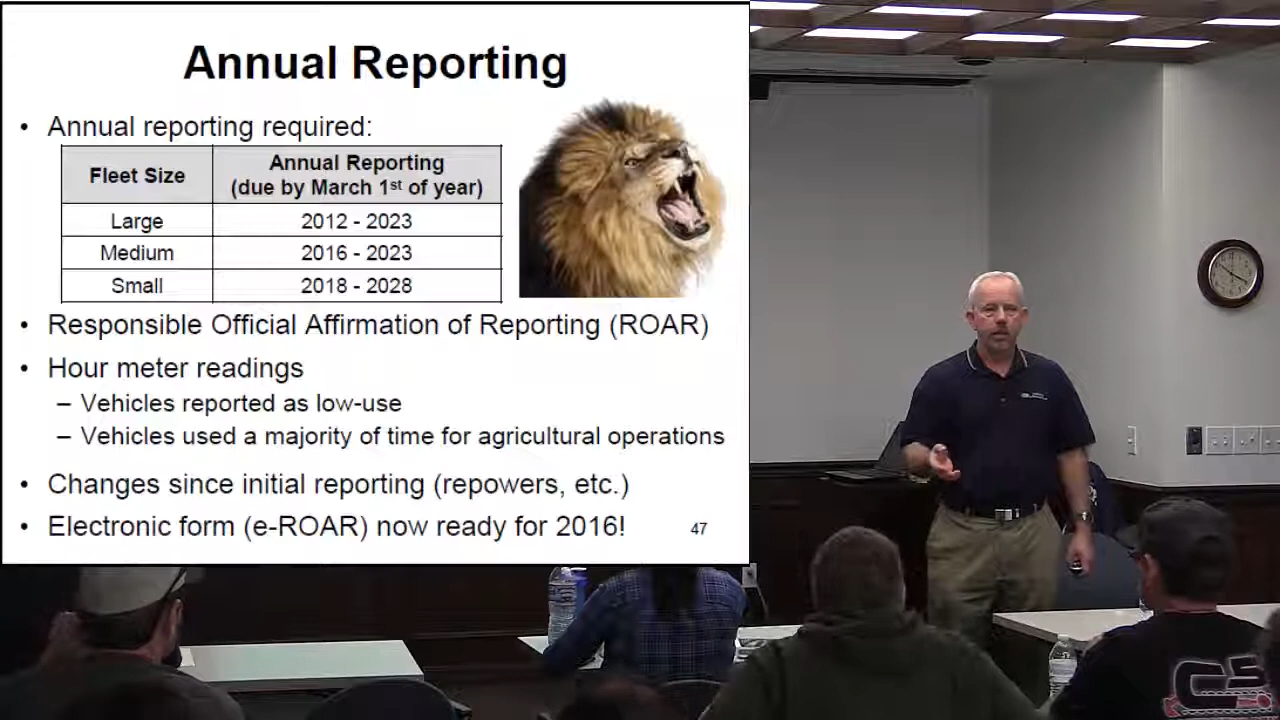 Annual Reporting
• Annual reporting required:
Fleet Size
Annual Reporting
(due by March 1st of year)
Large 2012 - 2023
Medium 2016 - 2023
Small 2018 - 2028
• Responsible Official Affirmation of Reporting (ROAR)
• Hour meter readings
– Vehicles reported as low-use
– Vehicles used a majority of time for agricultural operations
• Changes since initial reporting (repowers, etc.)
• Electronic form (e-ROAR) now ready for 2016!
47